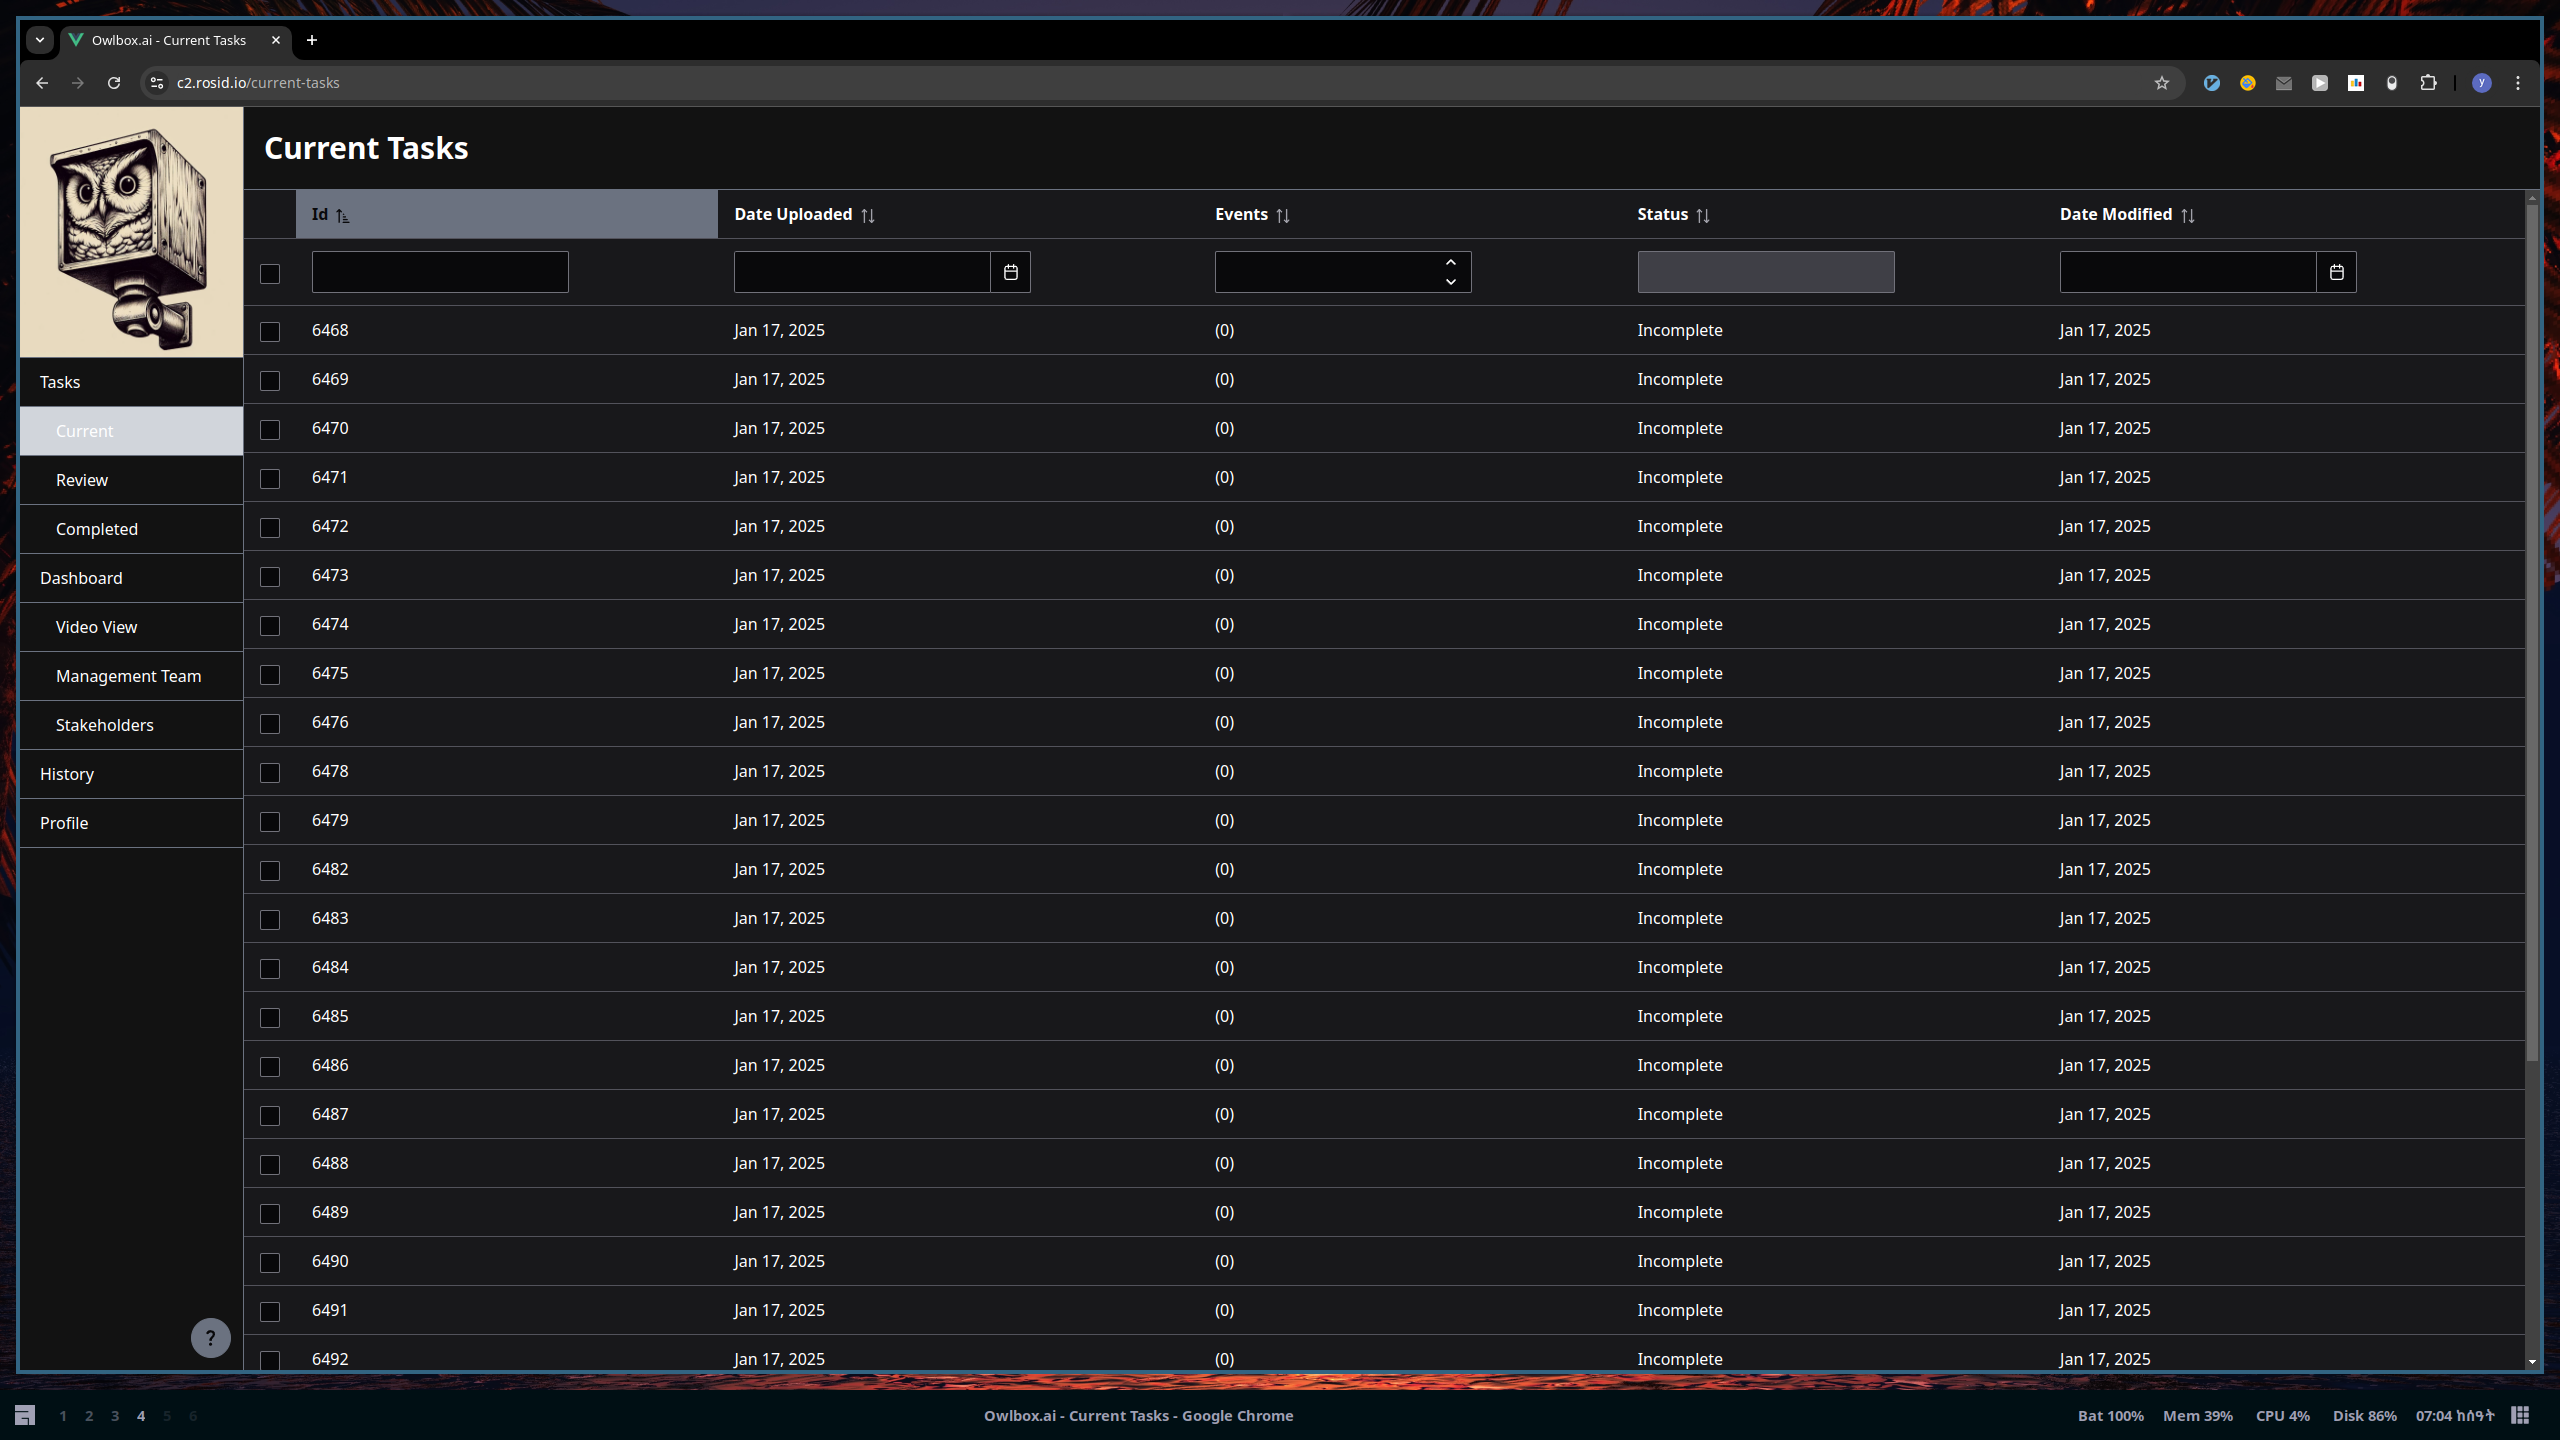 Owlbox.ai - Current Tasks
c2.rosid.io/current-tasks
y
Current Tasks
Id Date Uploaded Events Status Date Modified
6468 Jan 17, 2025 (0) Incomplete Jan 17, 2025
6469 Jan 17, 2025 (0) Incomplete Jan 17, 2025
6470 Jan 17, 2025 (0) Incomplete Jan 17, 2025
6471 Jan 17, 2025 (0) Incomplete Jan 17, 2025
6472 Jan 17, 2025 (0) Incomplete Jan 17, 2025
6473 Jan 17, 2025 (0) Incomplete Jan 17, 2025
6474 Jan 17, 2025 (0) Incomplete Jan 17, 2025
6475 Jan 17, 2025 (0) Incomplete Jan 17, 2025
6476 Jan 17, 2025 (0) Incomplete Jan 17, 2025
6478 Jan 17, 2025 (0) Incomplete Jan 17, 2025
6479 Jan 17, 2025 (0) Incomplete Jan 17, 2025
6482 Jan 17, 2025 (0) Incomplete Jan 17, 2025
6483 Jan 17, 2025 (0) Incomplete Jan 17, 2025
6484 Jan 17, 2025 (0) Incomplete Jan 17, 2025
6485 Jan 17, 2025 (0) Incomplete Jan 17, 2025
6486 Jan 17, 2025 (0) Incomplete Jan 17, 2025
6487 Jan 17, 2025 (0) Incomplete Jan 17, 2025
6488 Jan 17, 2025 (0) Incomplete Jan 17, 2025
6489 Jan 17, 2025 (0) Incomplete Jan 17, 2025
6490 Jan 17, 2025 (0) Incomplete Jan 17, 2025
6491 Jan 17, 2025 (0) Incomplete Jan 17, 2025
6492 Jan 17, 2025 (0) Incomplete Jan 17, 2025
Tasks
Current
Review
Completed
Dashboard
Video View
Management Team
Stakeholders
History
Profile
?
1 2 3 4 5 6
Owlbox.ai - Current Tasks - Google Chrome
Bat 100% Mem 39% CPU 4% Disk 86% 07:04 ከሰዓት